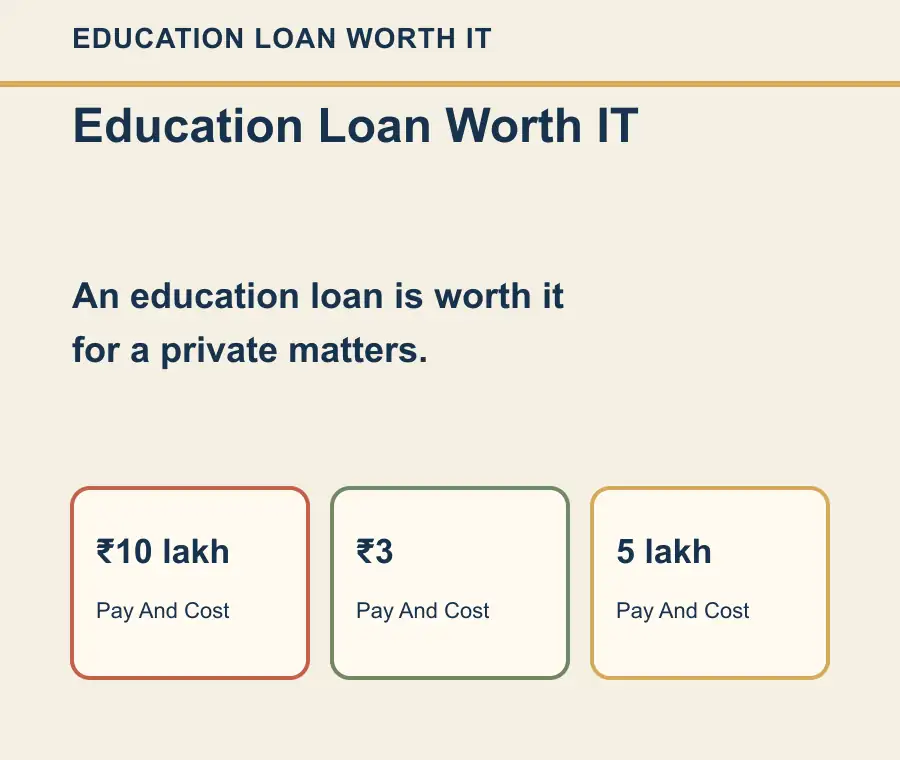 EDUCATION LOAN WORTH IT
Education Loan Worth IT
An education loan is worth it
for a private matters.
₹10 lakh
Pay And Cost
₹3
Pay And Cost
5 lakh
Pay And Cost